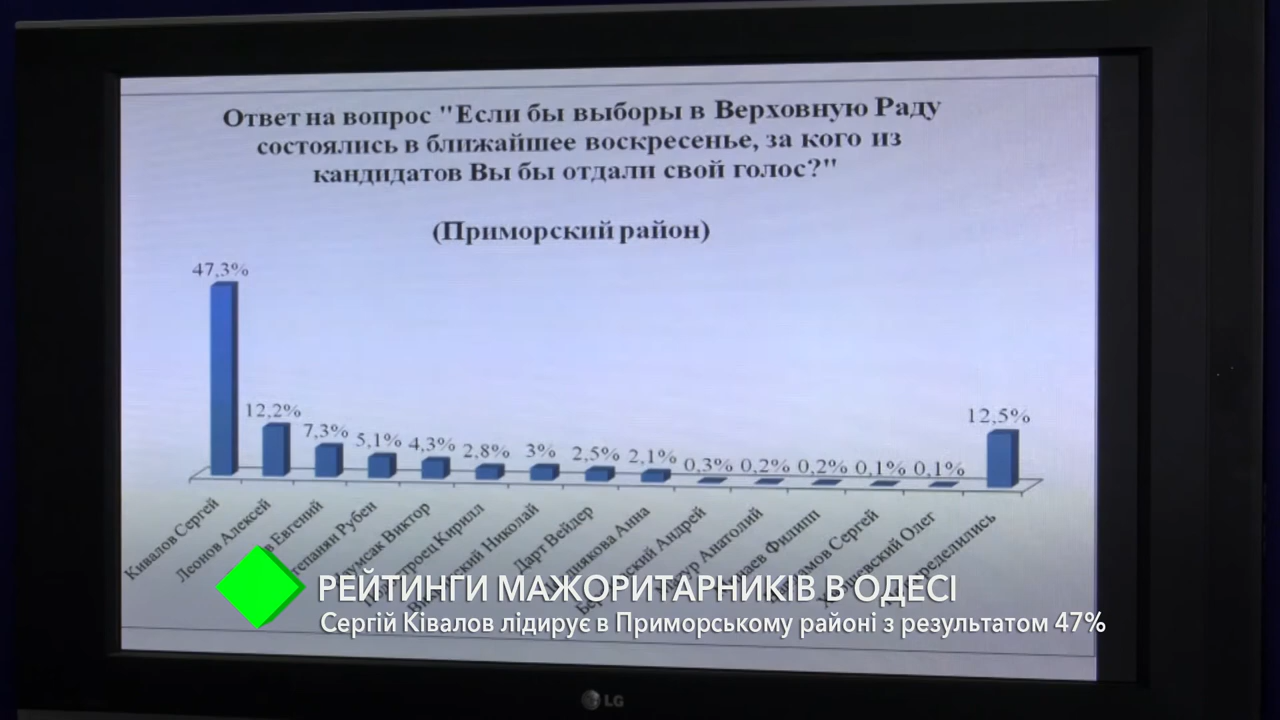 Ответ на вопрос "Если бы выборы в Верховную Раду
состоялись в ближайшее воскресенье, за кого из
кандидатов Вы бы отдали свой голос?"
(Приморский район)
47,3%
12,2%
7,3%
5,1%
4,3%
2,8%
3%
2,5%
2,1%
0,3%
0,2%
0,2%
0,1%
0,1%
12,5%
Кивалов Сергей
Леонов Алексей
Евгений
Рубен
Виктор
Кирилл
Николай
Дарт Вейдер
Анна
Андрей
Анатолий
Филипп
Сергей
Олег
РЕЙТИНГИ МАЖОРИТАРНИКІВ В ОДЕСІ
Сергій Ківалов лідирує в Приморському районі з результатом 47%
LG